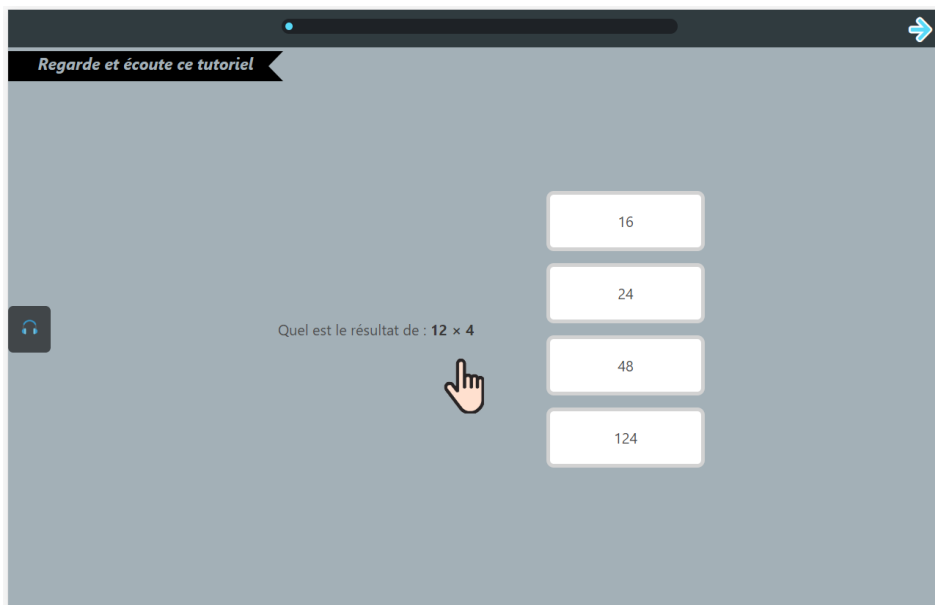 Regarde et écoute ce tutoriel
16
24
Quel est le résultat de : 12 × 4
48
124